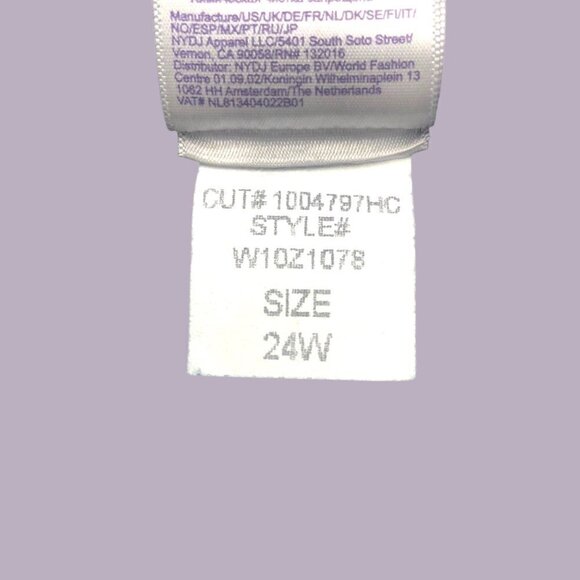 Manufacture/US/UK/DE/FR/NL/DK/SE/FI/IT/
NO/ESP/MX/PT/RU/JP
NYDJ Apparel LLC/5401 South Soto Street/
Vernon, CA 90058/RN# 132016
Distributor: NYDJ Europe BV/World Fashion
Centre 01.09.02/Koningin Wilhelminaplein 13
1062 HH Amsterdam/The Netherlands
VAT# NL813404022B01
CUT# 1004797HC
STYLE#
W10Z1078
SIZE
24W